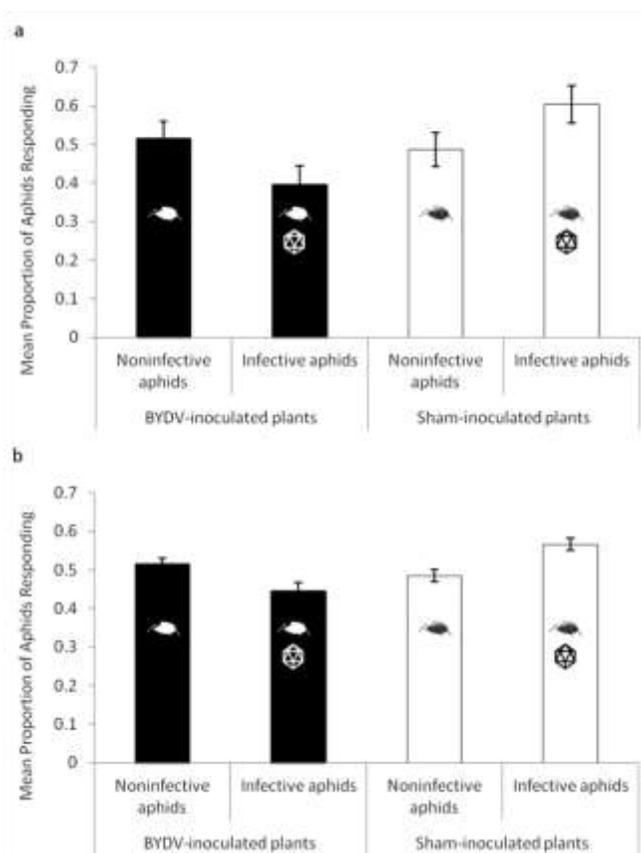 a
Mean Proportion of Aphids Responding
0.7
0.6
0.5
0.4
0.3
0.2
0.1
0
Noninfective aphids
Infective aphids
Noninfective aphids
Infective aphids
BYDV-inoculated plants
Sham-inoculated plants
b
Mean Proportion of Aphids Responding
0.7
0.6
0.5
0.4
0.3
0.2
0.1
0
Noninfective aphids
Infective aphids
Noninfective aphids
Infective aphids
BYDV-inoculated plants
Sham-inoculated plants